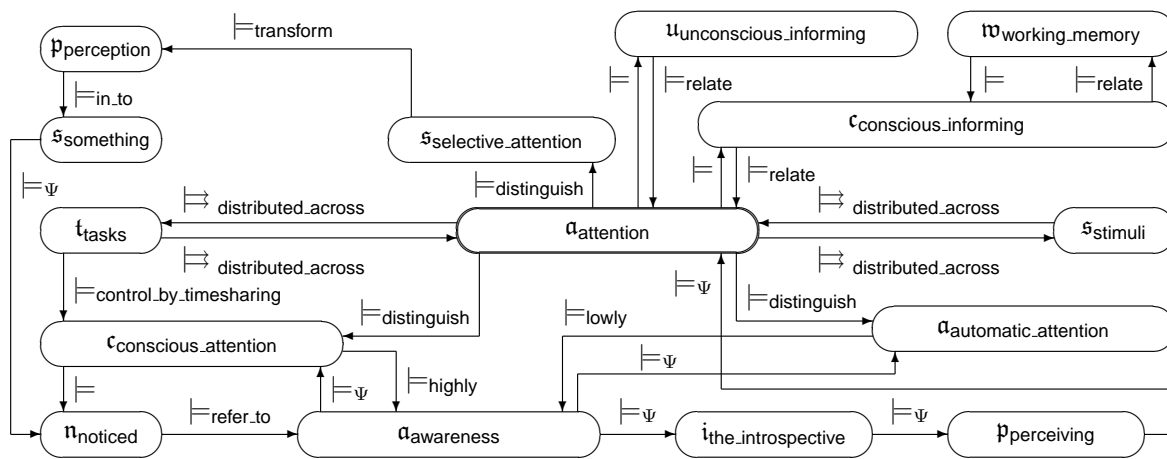 ⊨transform
𝔲unconscious_informing
𝔴working_memory
𝔭perception
⊨in_to
⊨
⊨relate
⊨
⊨relate
𝔰something
𝔰selective_attention
𝔠conscious_informing
⊨Ψ
⊨distinguish
⊨
⊨relate
distributed_across
distributed_across
𝔱tasks
𝔞attention
𝔰stimuli
distributed_across
⊨Ψ
distributed_across
⊨control_by_timesharing
⊨distinguish
⊨distinguish
⊨lowly
𝔠conscious_attention
𝔞automatic_attention
⊨
⊨Ψ
⊨highly
⊨Ψ
𝔫noticed
⊨refer_to
𝔞awareness
⊨Ψ
𝔦the_introspective
⊨Ψ
𝔭perceiving